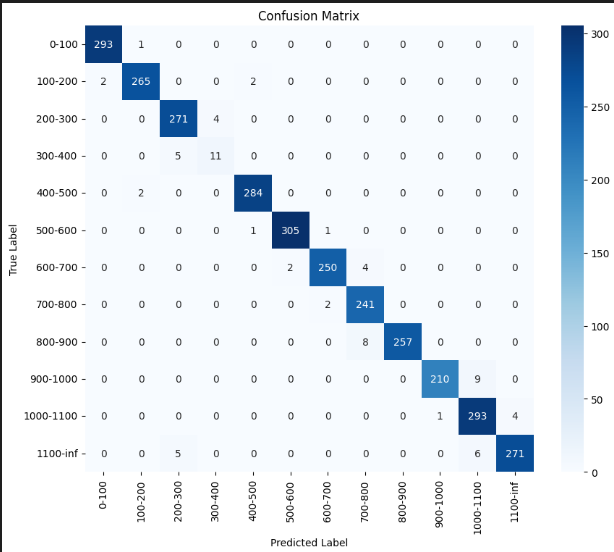 Confusion Matrix
0-100 293 1 0 0 0 0 0 0 0 0 0 0
100-200 2 265 0 0 2 0 0 0 0 0 0 0
200-300 0 0 271 4 0 0 0 0 0 0 0 0
300-400 0 0 5 11 0 0 0 0 0 0 0 0
400-500 0 2 0 0 284 0 0 0 0 0 0 0
500-600 0 0 0 0 1 305 1 0 0 0 0 0
600-700 0 0 0 0 0 2 250 4 0 0 0 0
700-800 0 0 0 0 0 0 2 241 0 0 0 0
800-900 0 0 0 0 0 0 0 8 257 0 0 0
900-1000 0 0 0 0 0 0 0 0 0 210 9 0
1000-1100 0 0 0 0 0 0 0 0 0 1 293 4
1100-inf 0 0 5 0 0 0 0 0 0 0 6 271
0-100 100-200 200-300 300-400 400-500 500-600 600-700 700-800 800-900 900-1000 1000-1100 1100-inf
Predicted Label
True Label
300
250
200
150
100
50
0